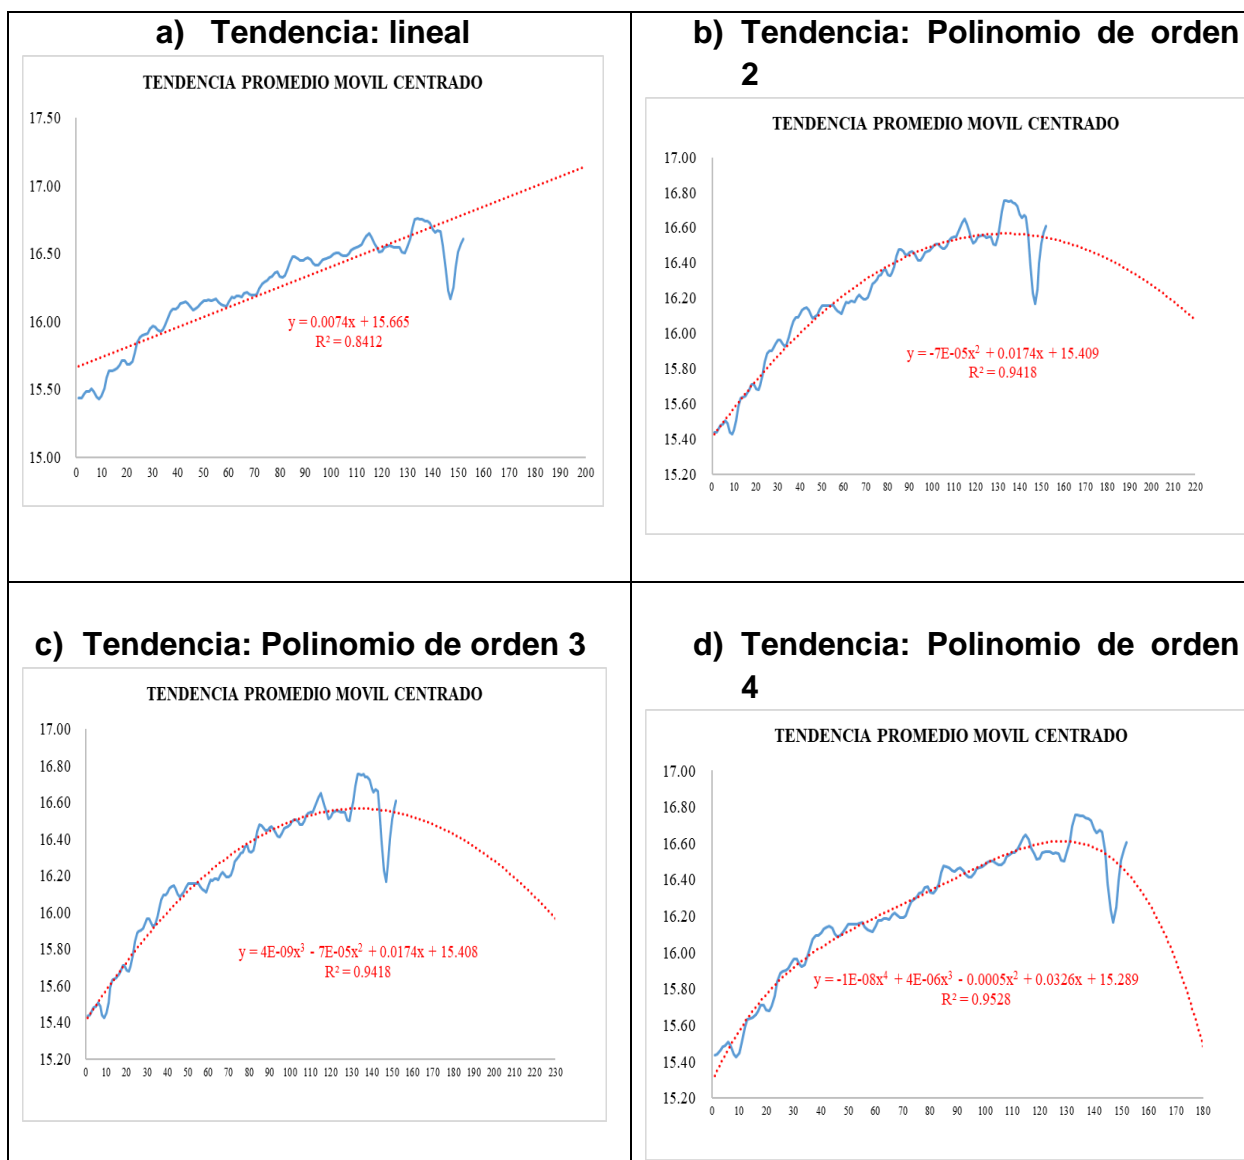 a) Tendencia: lineal
TENDENCIA PROMEDIO MOVIL CENTRADO
17.50
17.00
16.50
16.00
15.50
15.00
y = 0.0074x + 15.665
R² = 0.8412
0 10 20 30 40 50 60 70 80 90 100 110 120 130 140 150 160 170 180 190 200
b) Tendencia: Polinomio de orden
2
TENDENCIA PROMEDIO MOVIL CENTRADO
17.00
16.80
16.60
16.40
16.20
16.00
15.80
15.60
15.40
15.20
y = -7E-05x² + 0.0174x + 15.409
R² = 0.9418
0 10 20 30 40 50 60 70 80 90 100 110 120 130 140 150 160 170 180 190 200 210 220
c) Tendencia: Polinomio de orden 3
TENDENCIA PROMEDIO MOVIL CENTRADO
17.00
16.80
16.60
16.40
16.20
16.00
15.80
15.60
15.40
15.20
y = 4E-09x³ - 7E-05x² + 0.0174x + 15.408
R² = 0.9418
0 10 20 30 40 50 60 70 80 90 100 110 120 130 140 150 160 170 180 190 200 210 220 230
d) Tendencia: Polinomio de orden
4
TENDENCIA PROMEDIO MOVIL CENTRADO
17.00
16.80
16.60
16.40
16.20
16.00
15.80
15.60
15.40
15.20
y = -1E-08x⁴ + 4E-06x³ - 0.0005x² + 0.0326x + 15.289
R² = 0.9528
0 10 20 30 40 50 60 70 80 90 100 110 120 130 140 150 160 170 180